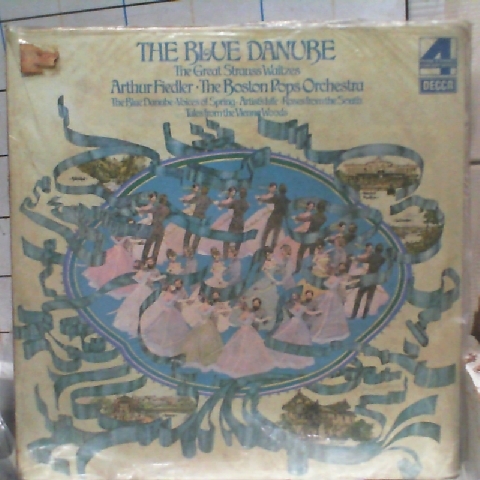 THE BLUE DANUBE
The Great Strauss Waltzes
Arthur Fiedler · The Boston Pops Orchestra
The Blue Danube · Voices of Spring · Artist's Life · Roses from the South
Tales from the Vienna Woods
4
DECCA